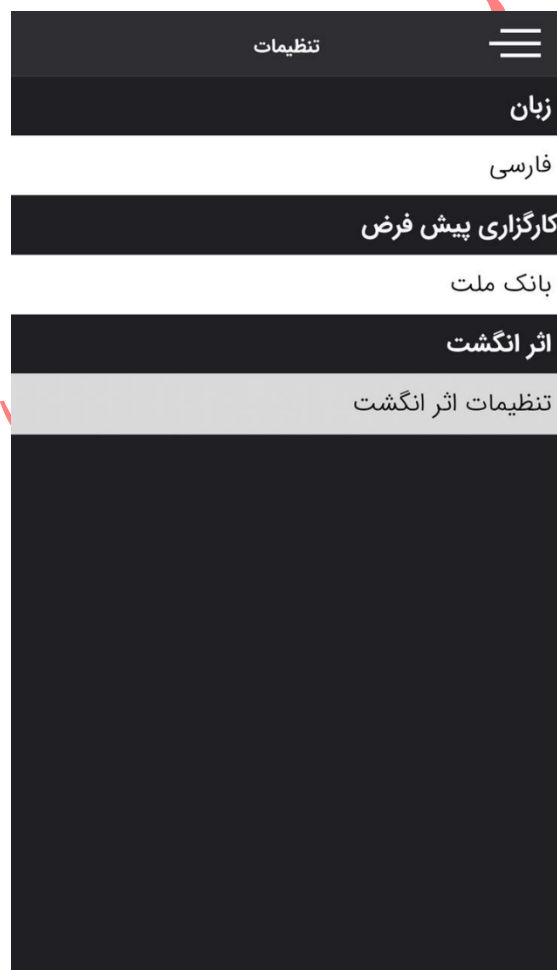 تنظیمات
زبان
فارسی
کارگزاری پیش فرض
بانک ملت
اثر انگشت
تنظیمات اثر انگشت